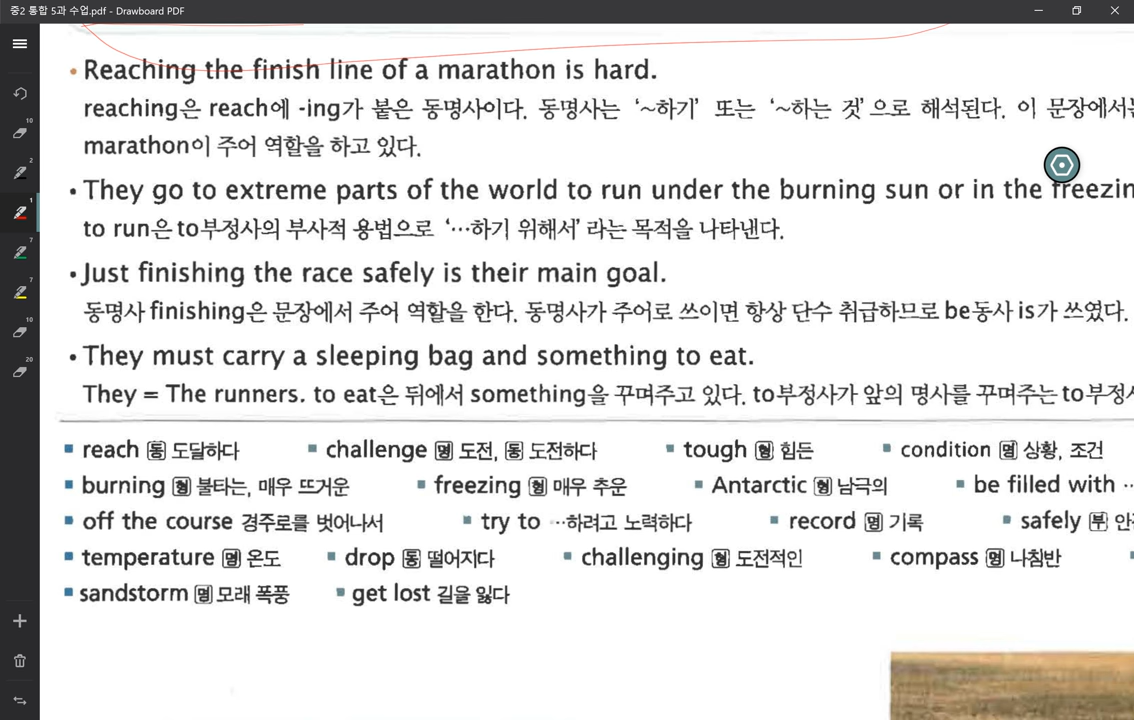 중2 통합 5과 수업.pdf - Drawboard PDF
• Reaching the finish line of a marathon is hard.
reaching은 reach에 -ing가 붙은 동명사이다. 동명사는 ‘~하기’ 또는 ‘~하는 것’으로 해석된다. 이 문장에서는
marathon이 주어 역할을 하고 있다.
• They go to extreme parts of the world to run under the burning sun or in the freezin
to run은 to부정사의 부사적 용법으로 ‘…하기 위해서’라는 목적을 나타낸다.
• Just finishing the race safely is their main goal.
동명사 finishing은 문장에서 주어 역할을 한다. 동명사가 주어로 쓰이면 항상 단수 취급하므로 be동사 is가 쓰였다.
• They must carry a sleeping bag and something to eat.
They = The runners. to eat은 뒤에서 something을 꾸며주고 있다. to부정사가 앞의 명사를 꾸며주는 to부정사
■ reach 동 도달하다 ■ challenge 명 도전, 동 도전하다 ■ tough 형 힘든 ■ condition 명 상황, 조건
■ burning 형 불타는, 매우 뜨거운 ■ freezing 형 매우 추운 ■ Antarctic 형 남극의 ■ be filled with …
■ off the course 경주로를 벗어나서 ■ try to …하려고 노력하다 ■ record 명 기록 ■ safely 부 안
■ temperature 명 온도 ■ drop 동 떨어지다 ■ challenging 형 도전적인 ■ compass 명 나침반
■ sandstorm 명 모래 폭풍 ■ get lost 길을 잃다
10
2
1
7
7
10
20